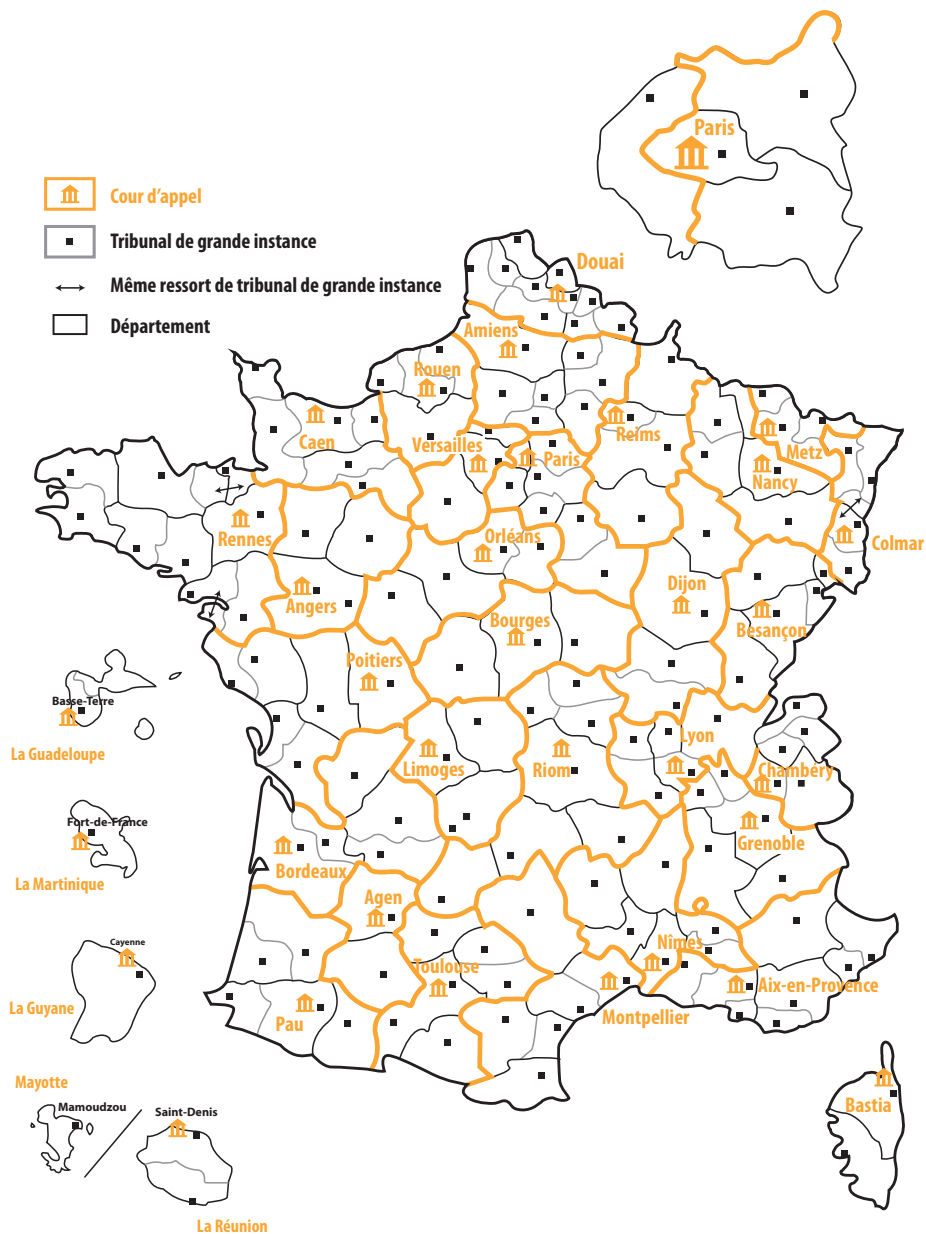 Paris
Cour d'appel
Tribunal de grande instance
Même ressort de tribunal de grande instance
Département
Douai
Amiens
Rouen
Caen
Reims
Versailles
Paris
Metz
Nancy
Rennes
Orléans
Colmar
Angers
Dijon
Bourges
Besançon
Poitiers
Basse-Terre
La Guadeloupe
Lyon
Limoges
Riom
Chambéry
Fort-de-France
Grenoble
Bordeaux
La Martinique
Agen
Cayenne
Nîmes
Toulouse
Aix-en-Provence
La Guyane
Pau
Montpellier
Mayotte
Mamoudzou
Saint-Denis
Bastia
La Réunion